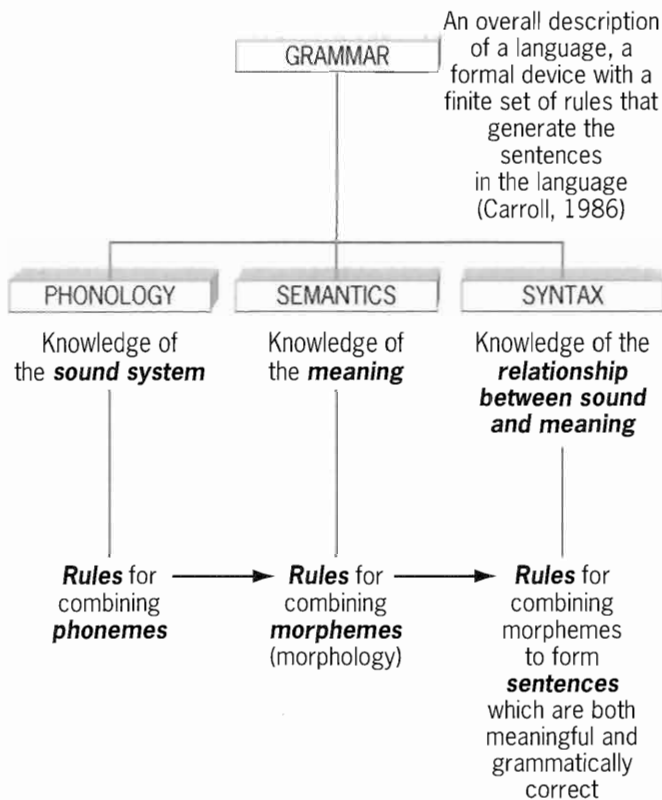 GRAMMAR
An overall description
of a language, a
formal device with a
finite set of rules that
generate the
sentences
in the language
(Carroll, 1986)
PHONOLOGY
Knowledge of
the sound system
Rules for
combining
phonemes
SEMANTICS
Knowledge of
the meaning
Rules for
combining
morphemes
(morphology)
SYNTAX
Knowledge of the
relationship
between sound
and meaning
Rules for
combining
morphemes
to form
sentences
which are both
meaningful and
grammatically
correct